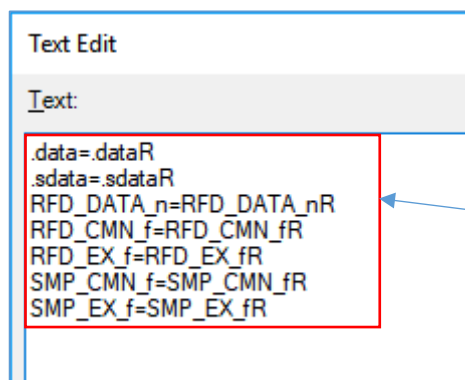 Text Edit
Text:
.data=.dataR
.sdata=.sdataR
RFD_DATA_n=RFD_DATA_nR
RFD_CMN_f=RFD_CMN_fR
RFD_EX_f=RFD_EX_fR
SMP_CMN_f=SMP_CMN_fR
SMP_EX_f=SMP_EX_fR